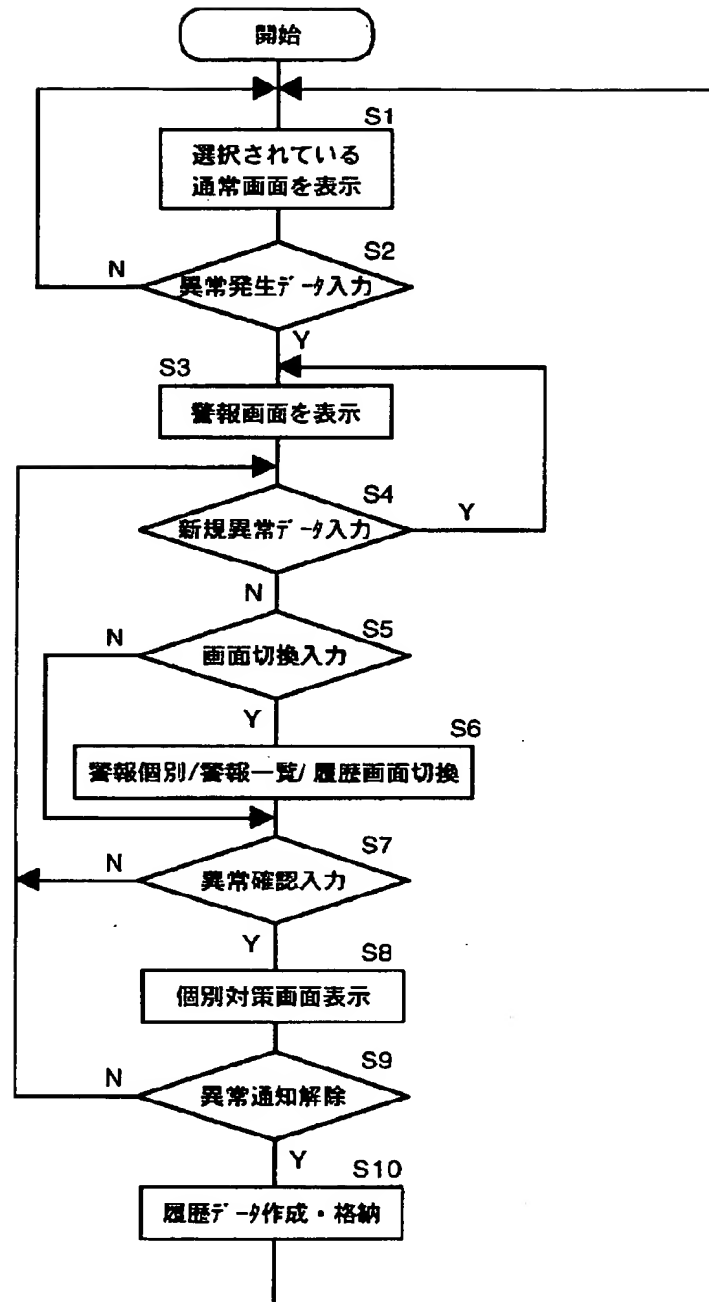 開始
S1
選択されている
通常画面を表示
S2
N
異常発生データ入力
Y
S3
警報画面を表示
S4
新規異常データ入力
Y
N
S5
N
画面切換入力
Y
S6
警報個別/警報一覧/履歴画面切換
S7
N
異常確認入力
Y
S8
個別対策画面表示
S9
N
異常通知解除
Y
S10
履歴データ作成・格納